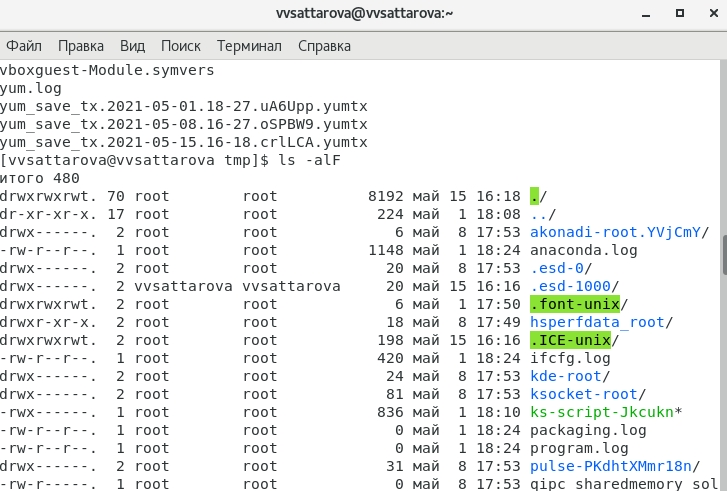 vvsattarova@vvsattarova:~
Файл Правка Вид Поиск Терминал Справка
vboxguest-Module.symvers
yum.log
yum_save_tx.2021-05-01.18-27.uA6Upp.yumtx
yum_save_tx.2021-05-08.16-27.oSPBW9.yumtx
yum_save_tx.2021-05-15.16-18.crlLCA.yumtx
[vvsattarova@vvsattarova tmp]$ ls -alF
итого 480
drwxrwxrwt. 70 root root 8192 май 15 16:18 ./
dr-xr-xr-x. 17 root root 224 май 1 18:08 ../
drwx------. 2 root root 6 май 8 17:53 akonadi-root.YVjCmY/
-rw-r--r--. 1 root root 1148 май 1 18:24 anaconda.log
drwx------. 2 root root 20 май 8 17:53 .esd-0/
drwx------. 2 vvsattarova vvsattarova 20 май 15 16:16 .esd-1000/
drwxrwxrwt. 2 root root 6 май 1 17:50 .font-unix/
drwxr-xr-x. 2 root root 18 май 8 17:49 hsperfdata_root/
drwxrwxrwt. 2 root root 198 май 15 16:16 .ICE-unix/
-rw-r--r--. 1 root root 420 май 1 18:24 ifcfg.log
drwx------. 2 root root 24 май 8 17:53 kde-root/
drwx------. 2 root root 81 май 8 17:53 ksocket-root/
-rwx------. 1 root root 836 май 1 18:10 ks-script-Jkcukn*
-rw-r--r--. 1 root root 0 май 1 18:24 packaging.log
-rw-r--r--. 1 root root 0 май 1 18:24 program.log
drwx------. 2 root root 31 май 8 17:53 pulse-PKdhtXMmr18n/
-rwx------. 1 root root 0 май 8 17:53 qipc_sharedmemory_sol